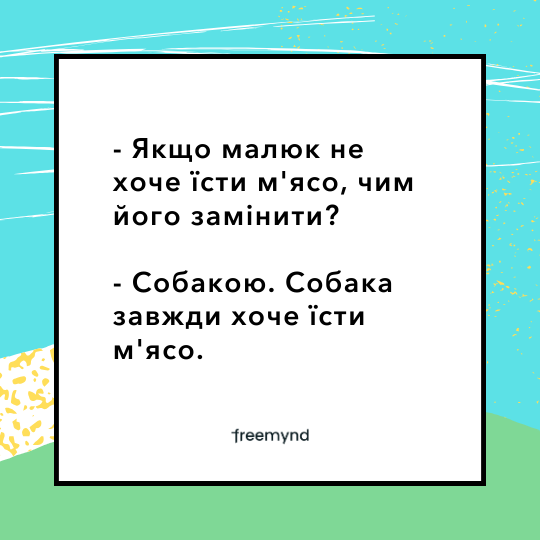 - Якщо малюк не
хоче їсти м'ясо, чим
його замінити?
- Собакою. Собака
завжди хоче їсти
м'ясо.
freemynd